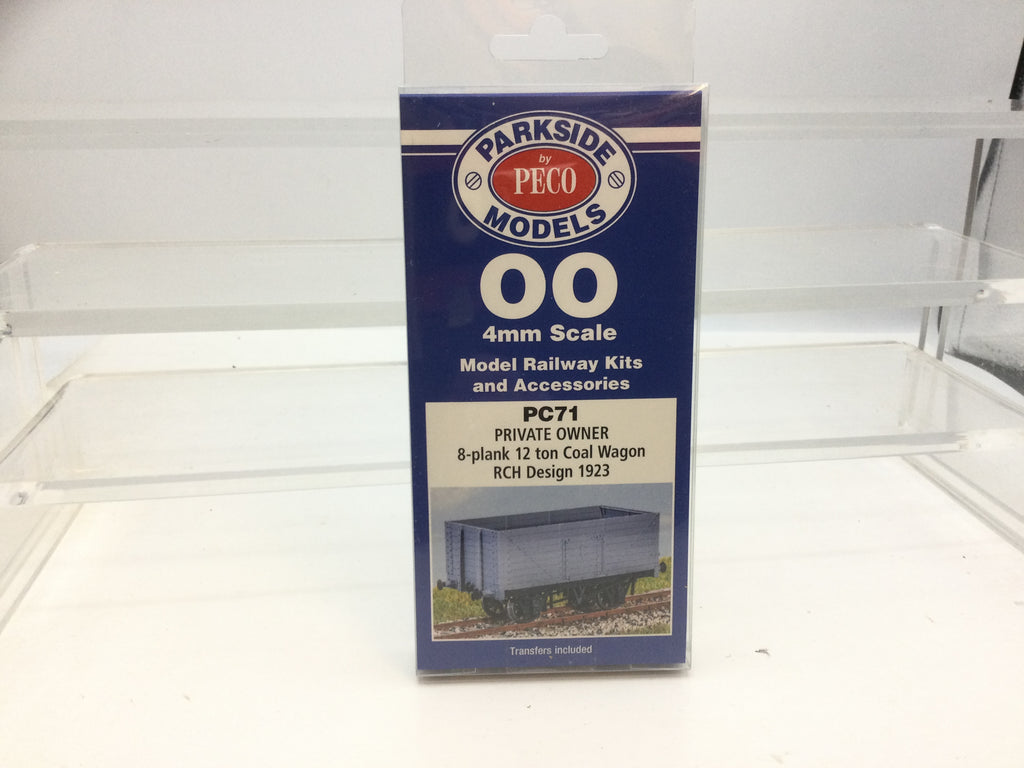 PARKSIDE
by
PECO
MODELS
OO
4mm Scale
Model Railway Kits
and Accessories
PC71
PRIVATE OWNER
8-plank 12 ton Coal Wagon
RCH Design 1923
Transfers included